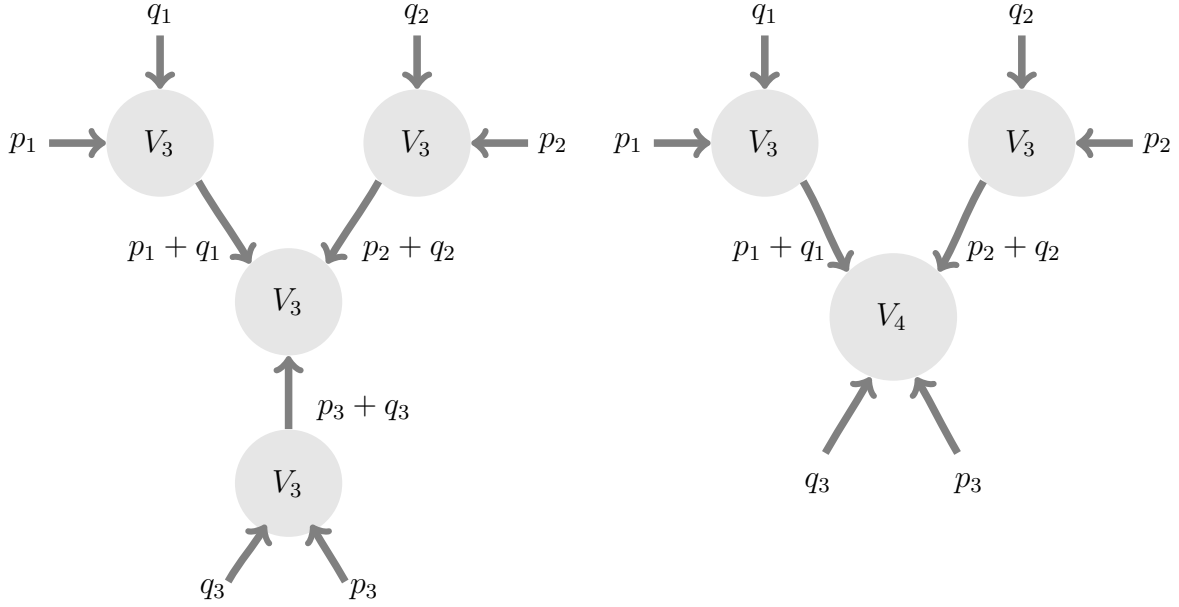 q₁ q₂ q₁ q₂
p₁ V₃ V₃ p₂ p₁ V₃ V₃ p₂
p₁ + q₁ p₂ + q₂ p₁ + q₁ p₂ + q₂
V₃ V₄
p₃ + q₃
V₃ q₃ p₃
q₃ p₃